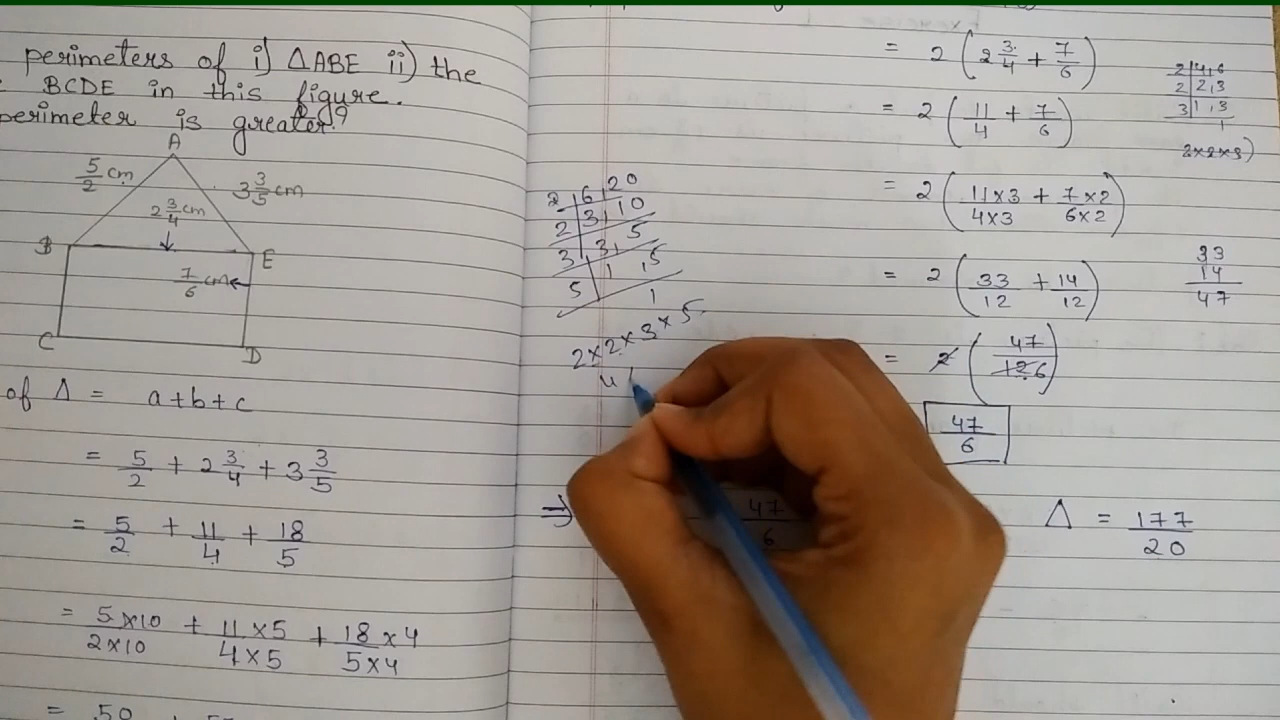 perimeters of i) △ABE ii) the
BCDE in this figure.
perimeter is greater?
A
5/2 cm
3 3/5 cm
2 3/4 cm
B
E
7/6 cm
C
D
of △ = a+b+c
= 5/2 + 2 3/4 + 3 3/5
= 5/2 + 11/4 + 18/5
= 5×10/2×10 + 11×5/4×5 + 18×4/5×4
= 50 +
2 | 6, 20
2 | 3, 10
3 | 3, 5
5 | 1, 5
1
2×2×3×5
4
⇒ 47/6
= 2 (2 3/4 + 7/6)
= 2 (11/4 + 7/6)
= 2 (11×3/4×3 + 7×2/6×2)
= 2 (33/12 + 14/12)
= 2 (47/12 6)
47/6
2 | 4, 6
2 | 2, 3
3 | 1, 3
1
2×2×3)
33
14
47
△ = 177/20